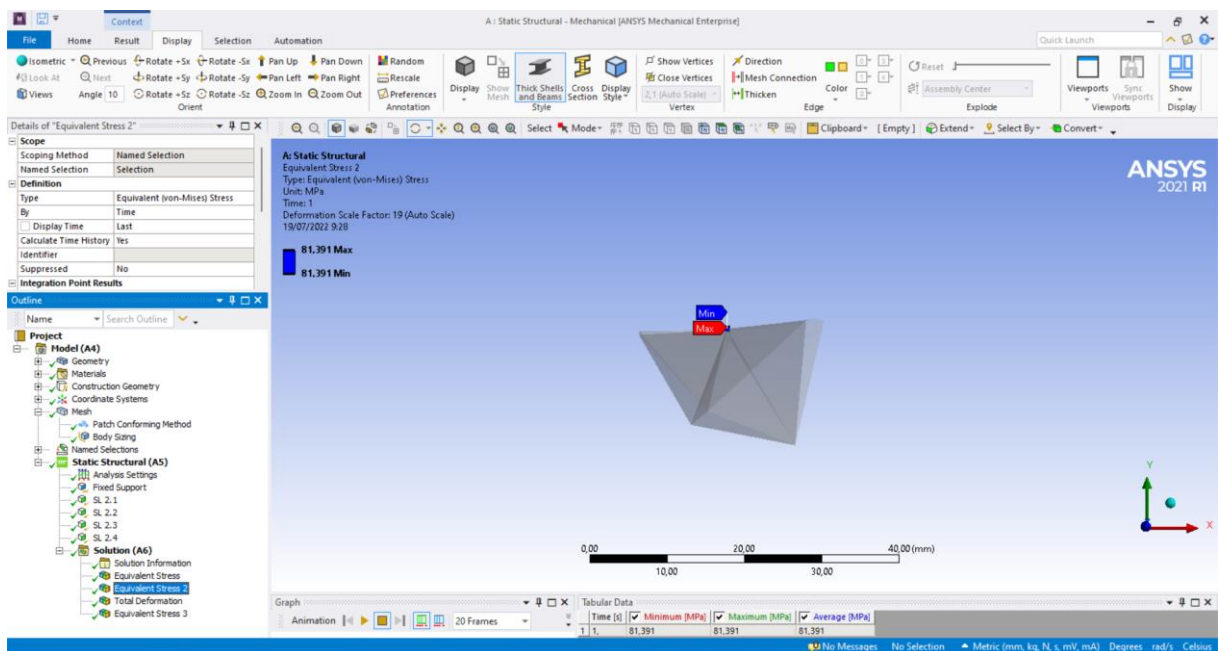 Context
A : Static Structural - Mechanical [ANSYS Mechanical Enterprise]
File Home Result Display Selection Automation
Quick Launch
Isometric Previous Rotate +Sx Rotate -Sx Pan Up Pan Down Random
Look At Next Rotate +Sy Rotate -Sy Pan Left Pan Right Rescale
Views Angle 10 Rotate +Sz Rotate -Sz Zoom In Zoom Out Preferences
Orient Annotation
Display Show Mesh Thick Shells and Beams Cross Section Display Style
Style
Show Vertices
Close Vertices
2,1 (Auto Scale)
Vertex
Direction
Mesh Connection
Thicken
Color
Edge
Reset
Assembly Center
Explode
Viewports Sync Viewports
Viewports
Show
Display
Details of "Equivalent Stress 2"
Select Mode Clipboard [ Empty ] Extend Select By Convert
Scope
Scoping Method Named Selection
Named Selection Selection
Definition
Type Equivalent (von-Mises) Stress
By Time
Display Time Last
Calculate Time History Yes
Identifier
Suppressed No
Integration Point Results
Outline
Name Search Outline
Project
Model (A4)
Geometry
Materials
Construction Geometry
Coordinate Systems
Mesh
Patch Conforming Method
Body Sizing
Named Selections
Static Structural (A5)
Analysis Settings
Fixed Support
SL 2.1
SL 2.2
SL 2.3
SL 2.4
Solution (A6)
Solution Information
Equivalent Stress
Equivalent Stress 2
Total Deformation
Equivalent Stress 3
A: Static Structural
Equivalent Stress 2
Type: Equivalent (von-Mises) Stress
Unit: MPa
Time: 1
Deformation Scale Factor: 19 (Auto Scale)
19/07/2022 9:28
81,391 Max
81,391 Min
ANSYS
2021 R1
Min
Max
Y
X
0,00 20,00 40,00 (mm)
10,00 30,00
Graph
Animation 20 Frames
Tabular Data
Time [s] Minimum [MPa] Maximum [MPa] Average [MPa]
1 1, 81,391 81,391 81,391
No Messages No Selection Metric (mm, kg, N, s, mV, mA) Degrees rad/s Celsius